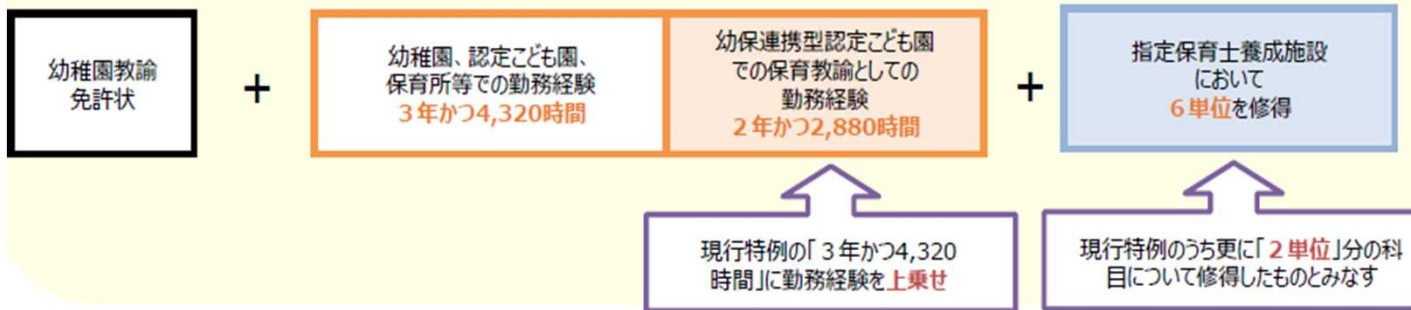 幼稚園教諭
免許状
+
幼稚園、認定こども園、
保育所等での勤務経験
3年かつ4,320時間
幼保連携型認定こども園
での保育教諭としての
勤務経験
2年かつ2,880時間
+
指定保育士養成施設
において
6単位を修得
現行特例の「3年かつ4,320
時間」に勤務経験を上乗せ
現行特例のうち更に「2単位」分の科
目について修得したものとみなす